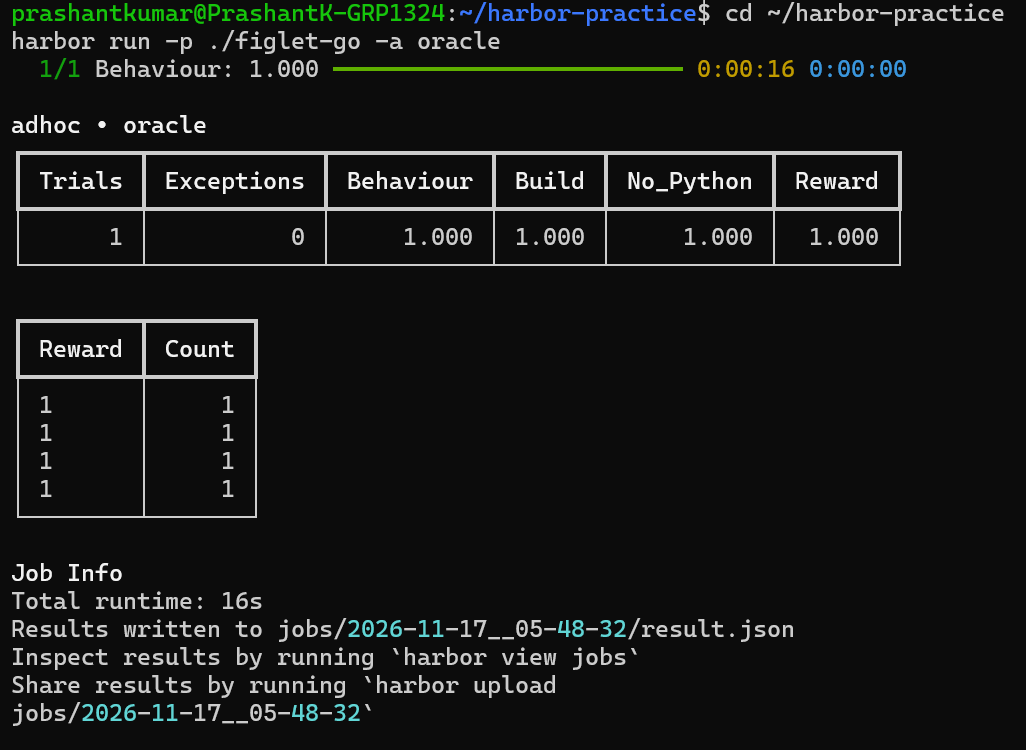 prashantkumar@PrashantK-GRP1324:~/harbor-practice$ cd ~/harbor-practice
harbor run -p ./figlet-go -a oracle
1/1 Behaviour: 1.000 0:00:16 0:00:00
adhoc • oracle
Trials Exceptions Behaviour Build No_Python Reward
1 0 1.000 1.000 1.000 1.000
Reward Count
1 1
1 1
1 1
1 1
Job Info
Total runtime: 16s
Results written to jobs/2026-11-17__05-48-32/result.json
Inspect results by running `harbor view jobs`
Share results by running `harbor upload
jobs/2026-11-17__05-48-32`